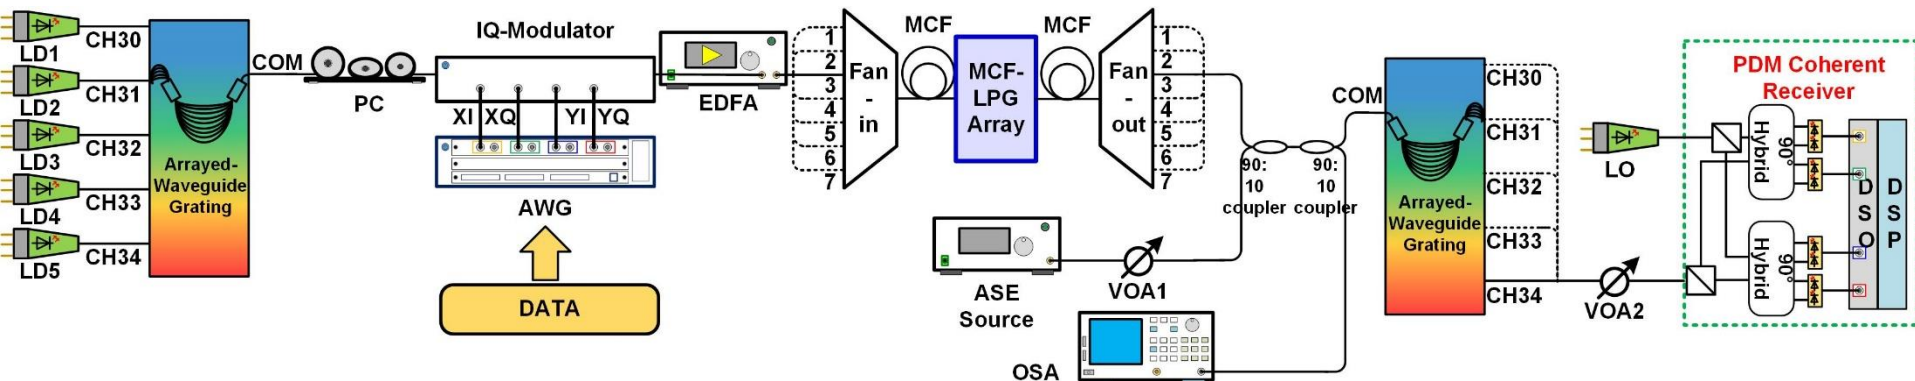 LD1
CH30
LD2
CH31
LD3
CH32
LD4
CH33
LD5
CH34
Arrayed-
Waveguide
Grating
COM
PC
IQ-Modulator
XI XQ YI YQ
AWG
DATA
EDFA
1
2
3
4
5
6
7
Fan
-
in
MCF
MCF-
LPG
Array
MCF
Fan
-
out
1
2
3
4
5
6
7
90:
10
coupler
90:
10
coupler
ASE
Source
VOA1
OSA
COM
Arrayed-
Waveguide
Grating
CH30
CH31
CH32
CH33
CH34
VOA2
PDM Coherent
Receiver
LO
90°
Hybrid
90°
Hybrid
DSO
DSP